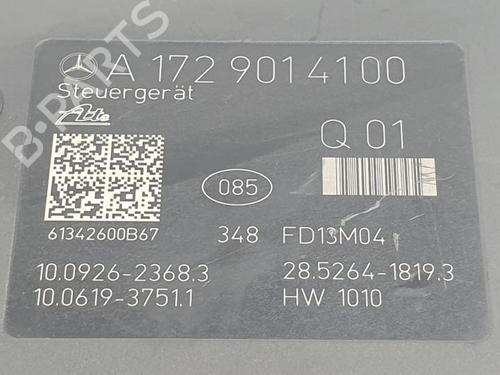 A 172 901 41 00
Steuergerät
Ate
Q 01
085
61342600B67
348 FD13M04
10.0926-2368.3 28.5264-1819.3
10.0619-3751.1 HW 1010
B-PARTS